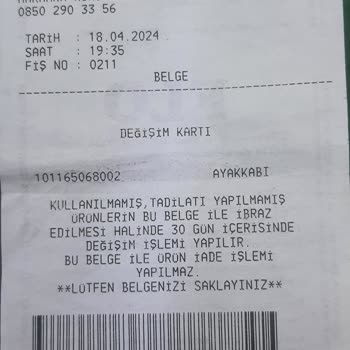 0850 290 33 56
TARİH : 18.04.2024
SAAT : 19:35
FİŞ NO : 0211
BELGE
DEĞİŞİM KARTI
101165068002 AYAKKABI
KULLANILMAMIŞ,TADİLATI YAPILMAMIŞ
ÜRÜNLERİN BU BELGE İLE İBRAZ
EDİLMESİ HALİNDE 30 GÜN İÇERİSİNDE
DEĞİŞİM İŞLEMİ YAPILIR.
BU BELGE İLE ÜRÜN İADE İŞLEMİ
YAPILMAZ.
**LÜTFEN BELGENİZİ SAKLAYINIZ**